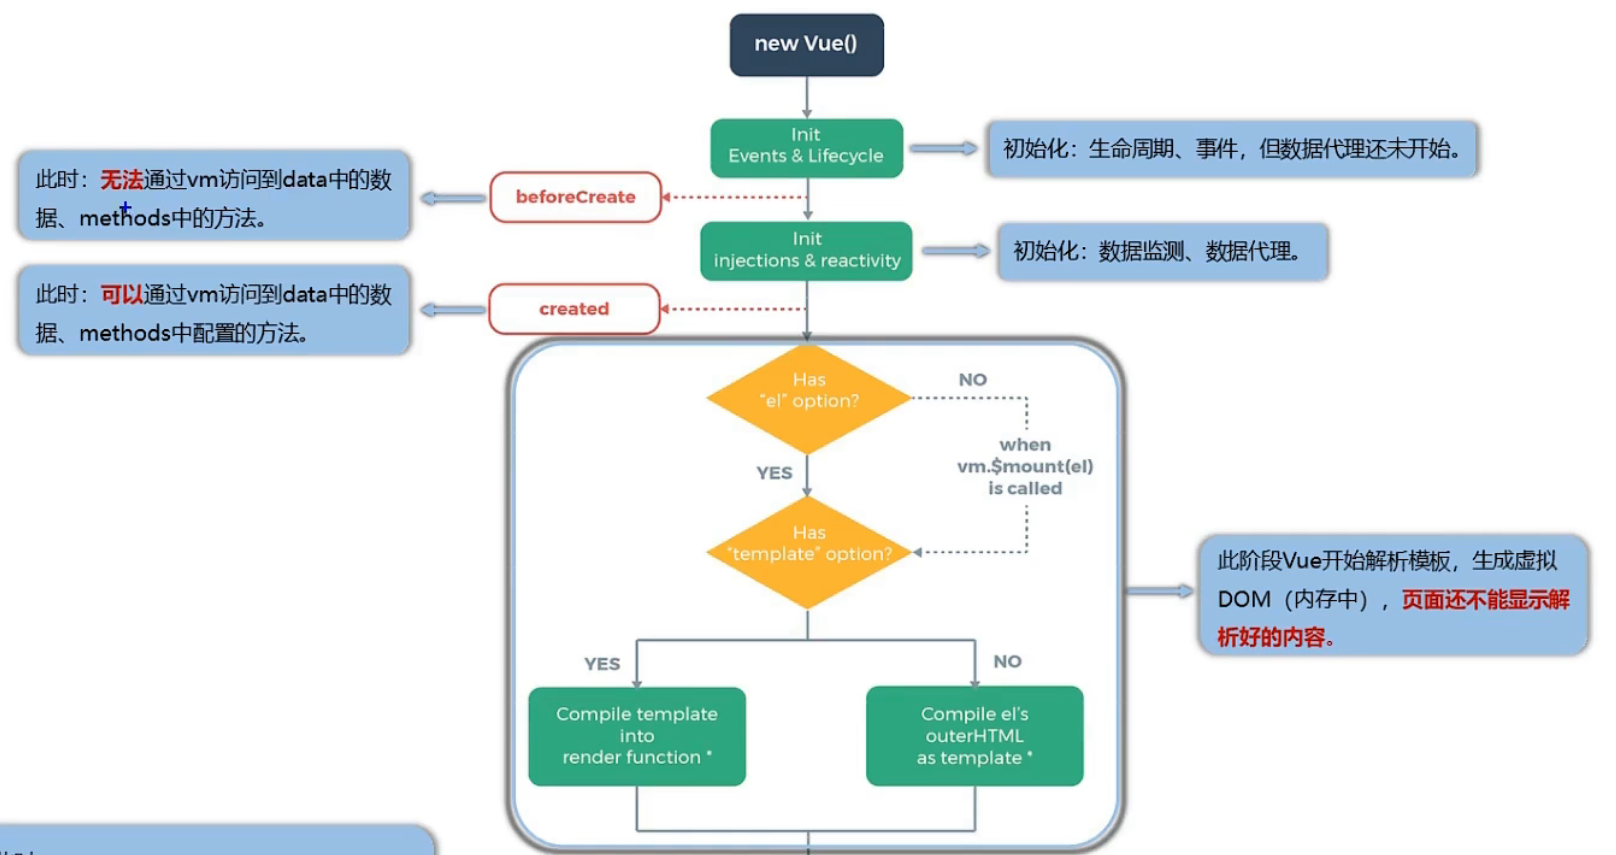 new Vue()
Init
Events & Lifecycle
初始化：生命周期、事件，但数据代理还未开始。
此时：无法通过vm访问到data中的数
据、methods中的方法。
beforeCreate
Init
injections & reactivity
初始化：数据监测、数据代理。
此时：可以通过vm访问到data中的数
据、methods中配置的方法。
created
Has
“el” option?
NO
when
vm.$mount(el)
is called
YES
Has
“template” option?
此阶段Vue开始解析模板，生成虚拟
DOM（内存中），页面还不能显示解
析好的内容。
YES
NO
Compile template
into
render function *
Compile el’s
outerHTML
as template *